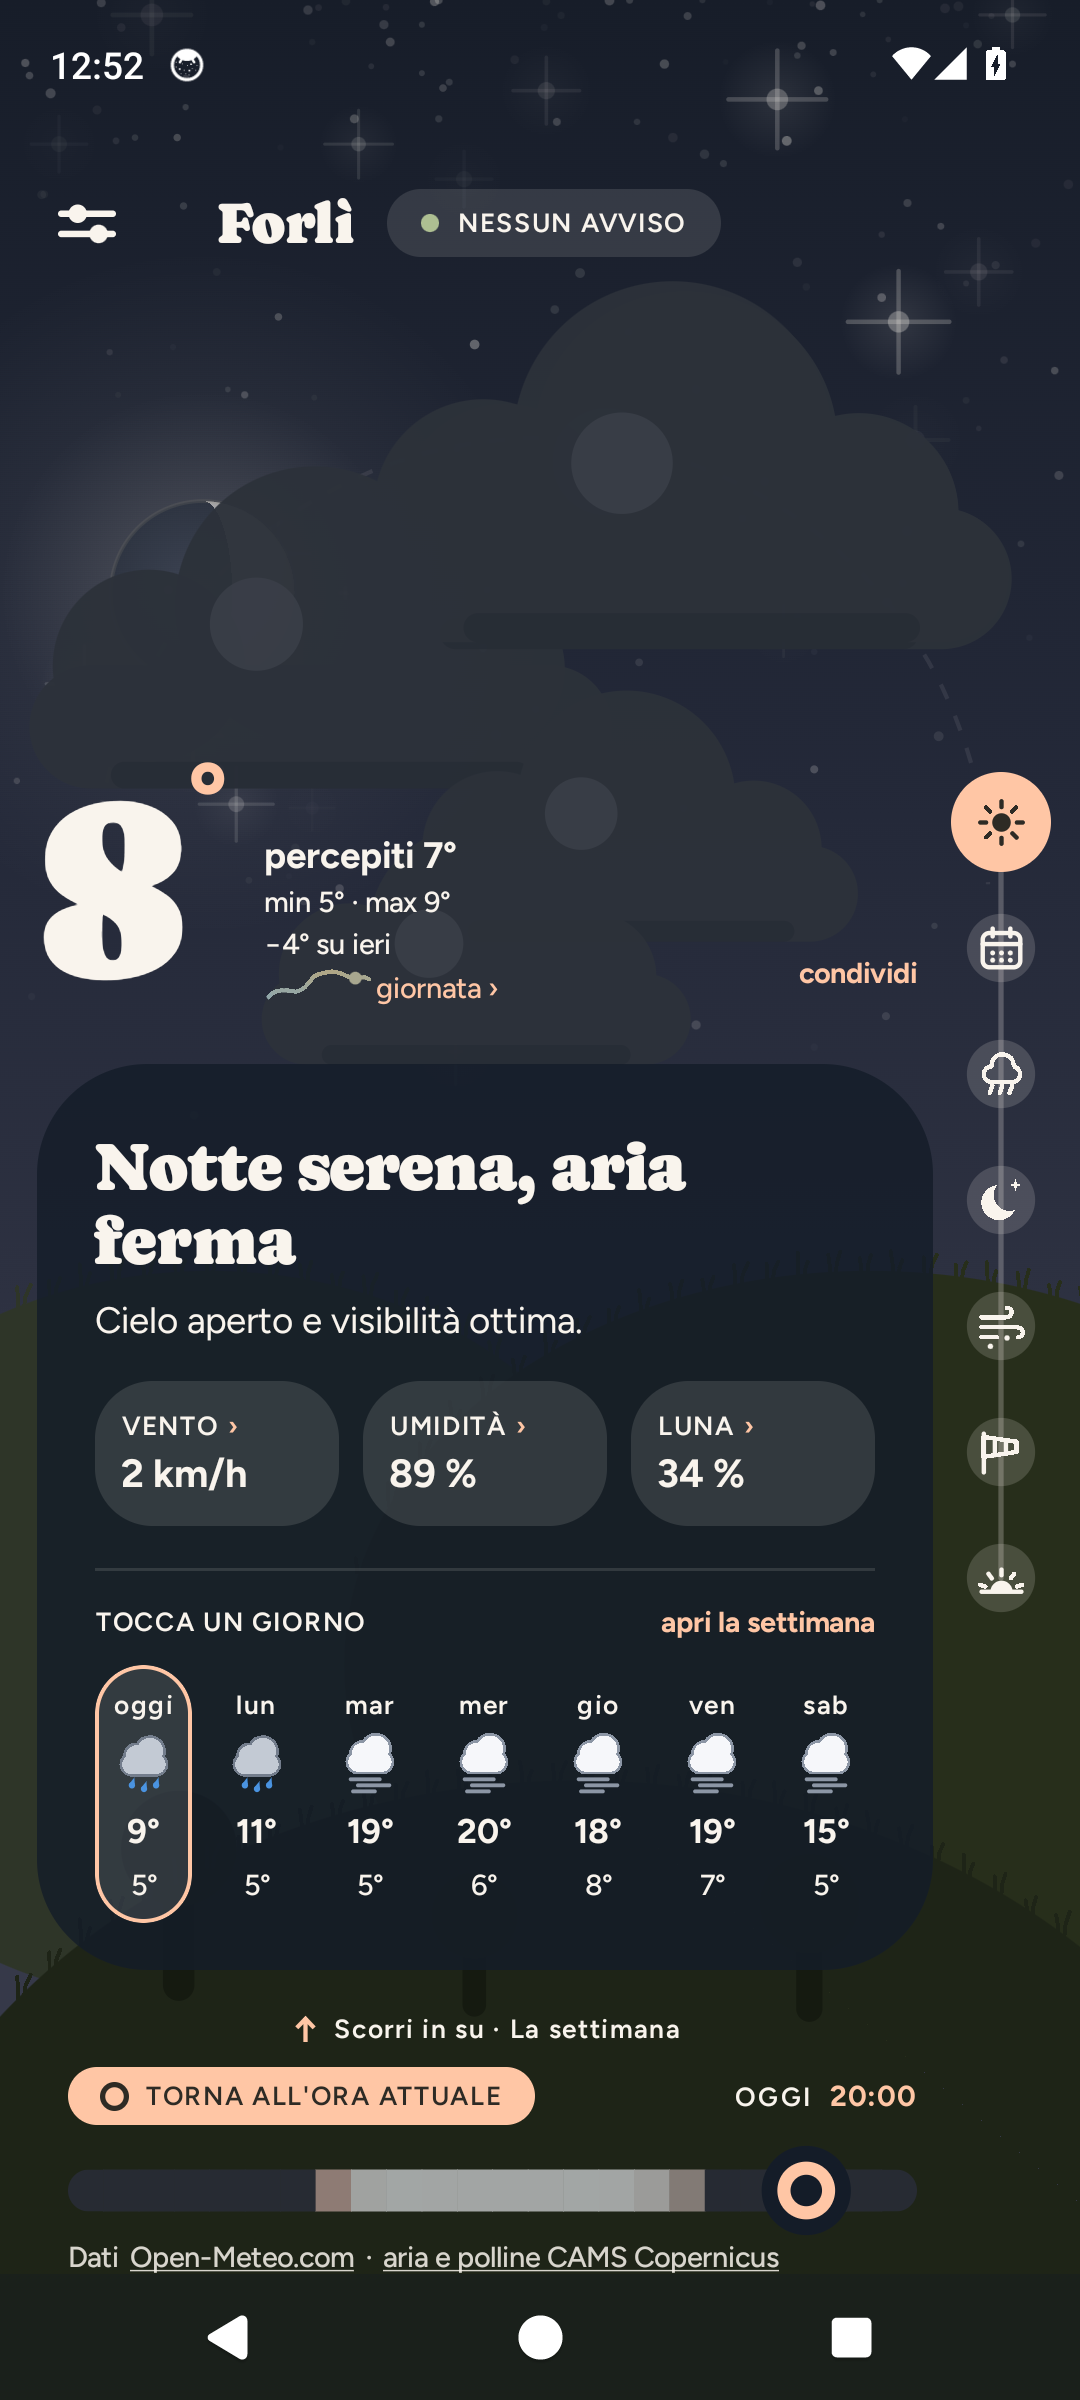 12:52
Forlì
NESSUN AVVISO
8°
percepiti 7°
min 5° · max 9°
−4° su ieri
giornata ›
condividi
Notte serena, aria
ferma
Cielo aperto e visibilità ottima.
VENTO › UMIDITÀ › LUNA ›
2 km/h 89 % 34 %
TOCCA UN GIORNO apri la settimana
oggi lun mar mer gio ven sab
9° 11° 19° 20° 18° 19° 15°
5° 5° 5° 6° 8° 7° 5°
↑ Scorri in su · La settimana
TORNA ALL'ORA ATTUALE OGGI 20:00
Dati Open-Meteo.com · aria e polline CAMS Copernicus